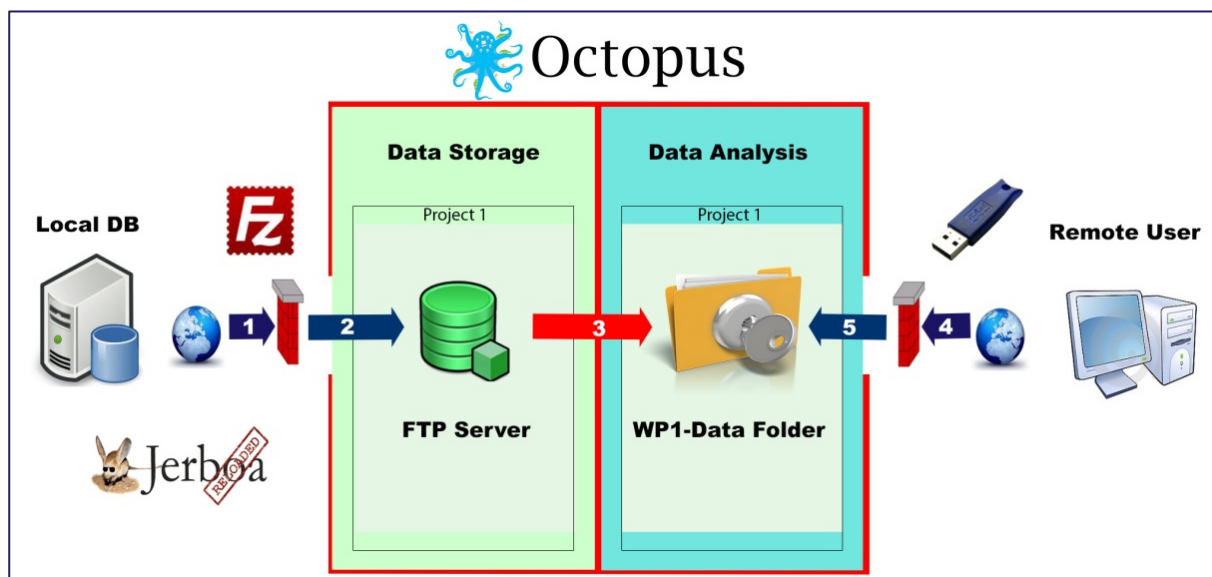 Octopus
Data Storage
Data Analysis
Project 1
Project 1
Local DB
Fz
Remote User
1
2
3
5
4
FTP Server
WP1-Data Folder
Jerboa
RELOADED